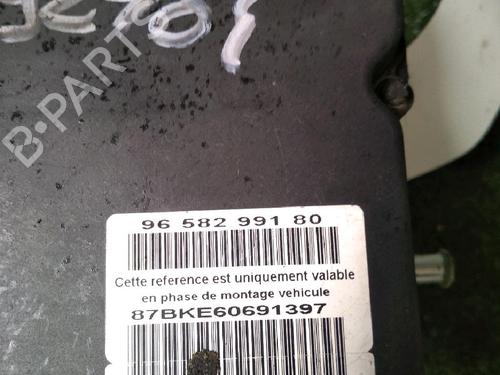 B-PARTS
96 582 991 80
Cette reference est uniquement valable
en phase de montage vehicule
87BKE60691397